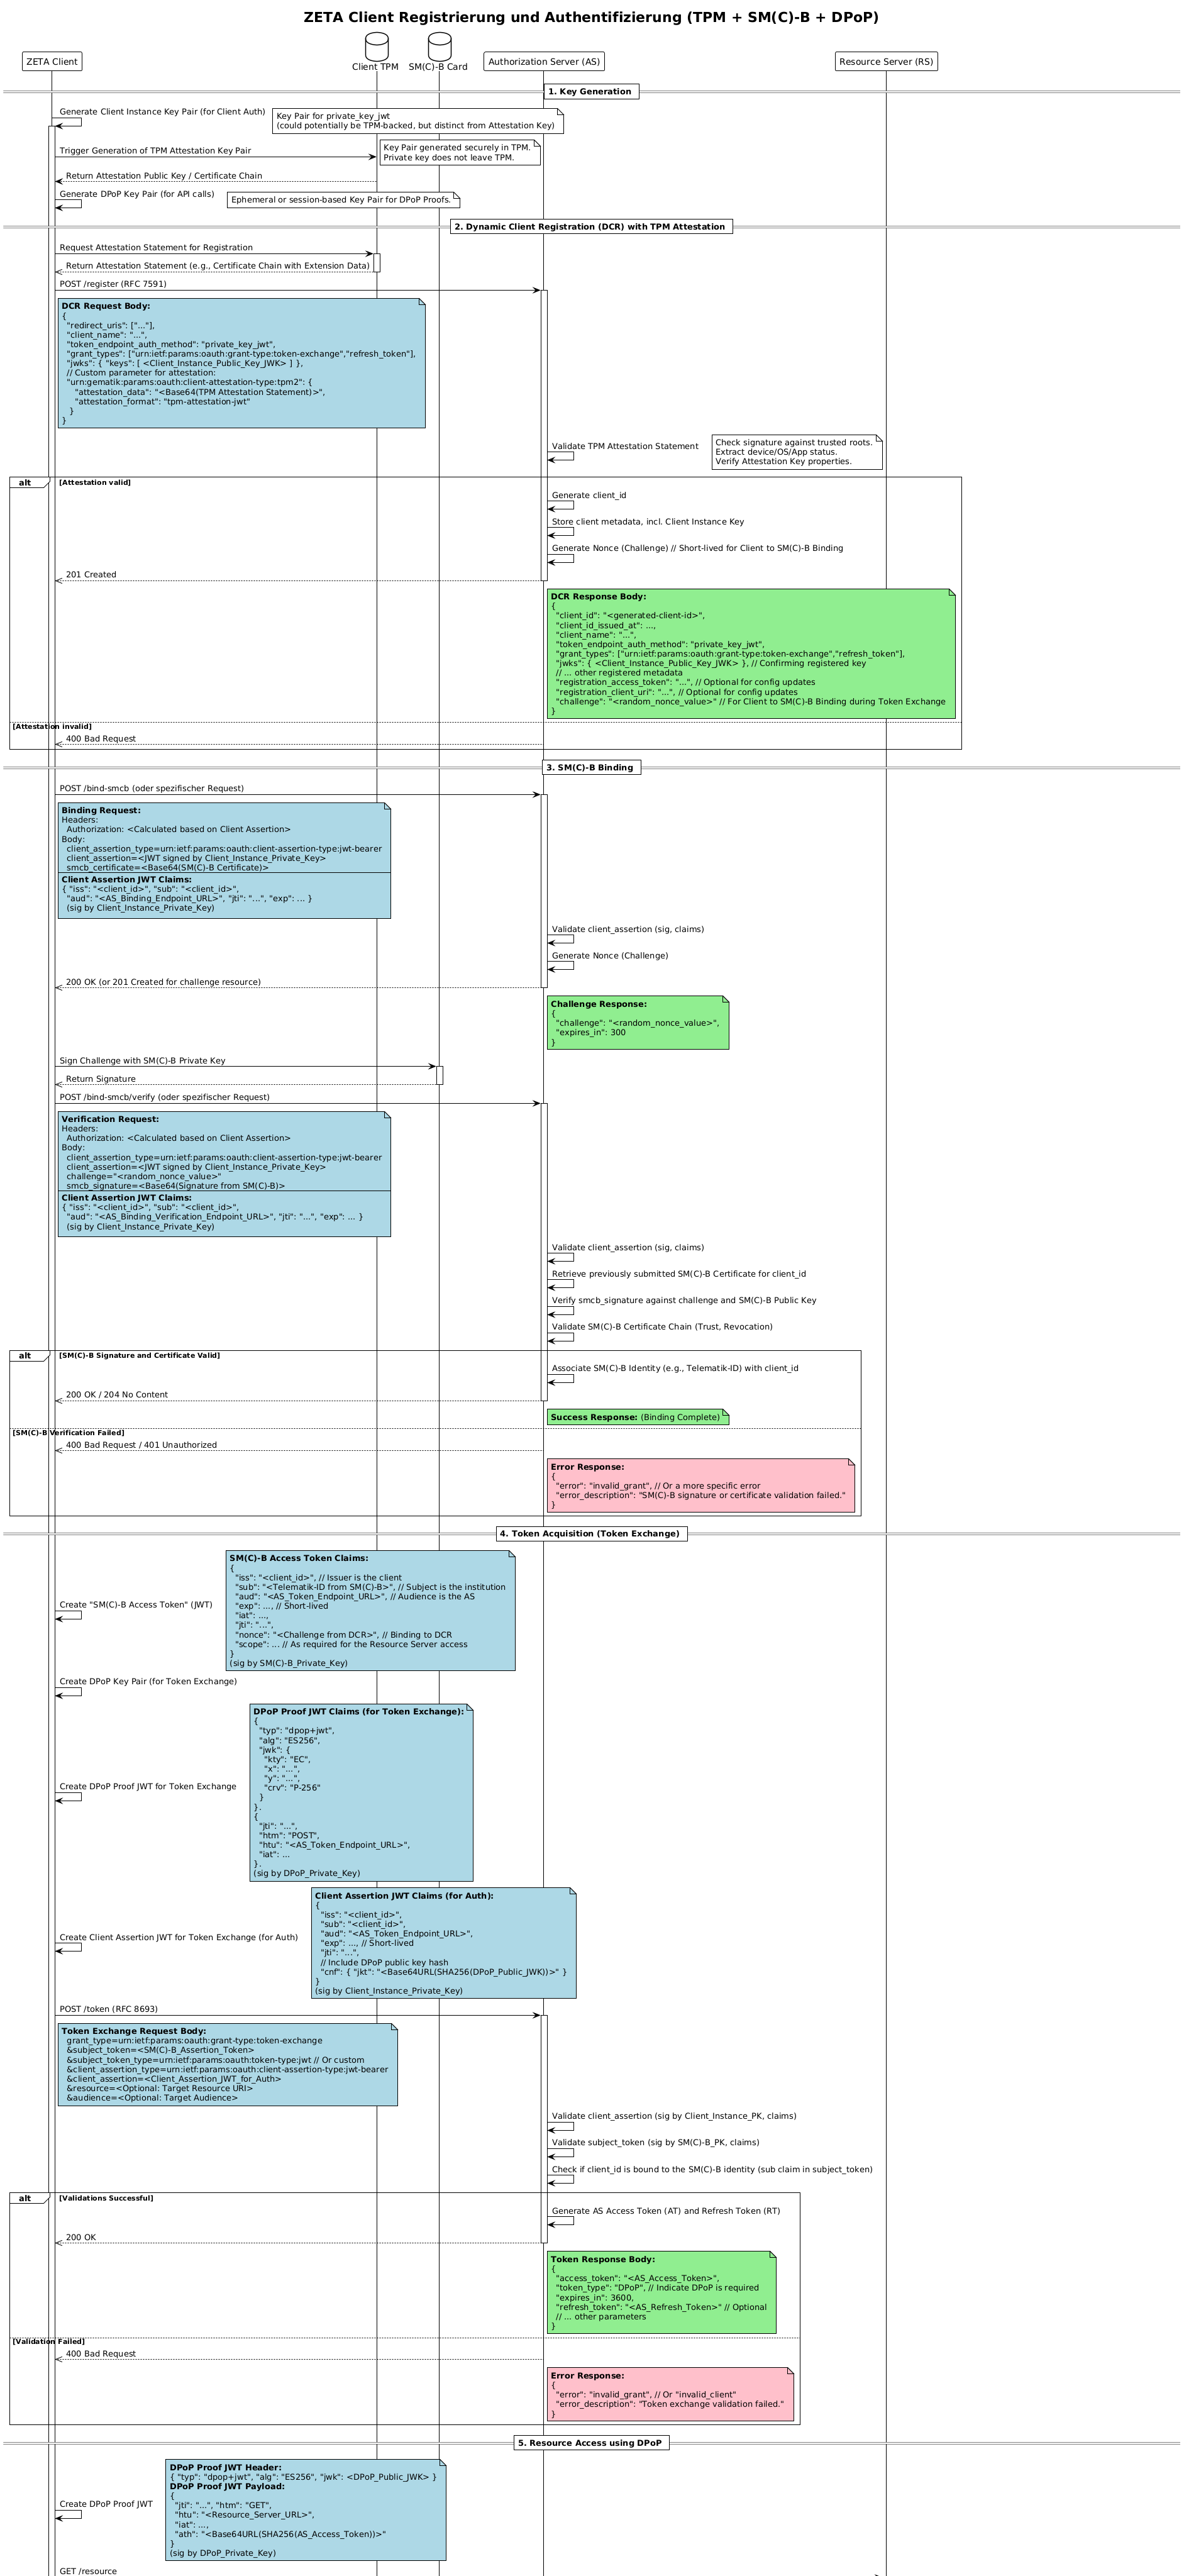 ZETA Client Registrierung und Authentifizierung (TPM + SM(C)-B + DPoP)
ZETA Client
Client TPM
SM(C)-B Card
Authorization Server (AS)
Resource Server (RS)
1. Key Generation
Generate Client Instance Key Pair (for Client Auth)
Key Pair for private_key_jwt
(could potentially be TPM-backed, but distinct from Attestation Key)
Trigger Generation of TPM Attestation Key Pair
Key Pair generated securely in TPM.
Private key does not leave TPM.
Return Attestation Public Key / Certificate Chain
Generate DPoP Key Pair (for API calls)
Ephemeral or session-based Key Pair for DPoP Proofs.
2. Dynamic Client Registration (DCR) with TPM Attestation
Request Attestation Statement for Registration
Return Attestation Statement (e.g., Certificate Chain with Extension Data)
POST /register (RFC 7591)
DCR Request Body:
{
"redirect_uris": ["..."],
"client_name": "...",
"token_endpoint_auth_method": "private_key_jwt",
"grant_types": ["urn:ietf:params:oauth:grant-type:token-exchange","refresh_token"],
"jwks": { "keys": [ <Client_Instance_Public_Key_JWK> ] },
// Custom parameter for attestation:
"urn:gematik:params:oauth:client-attestation-type:tpm2": {
"attestation_data": "<Base64(TPM Attestation Statement)>",
"attestation_format": "tpm-attestation-jwt"
}
}
Validate TPM Attestation Statement
Check signature against trusted roots.
Extract device/OS/App status.
Verify Attestation Key properties.
alt
[Attestation valid]
Generate client_id
Store client metadata, incl. Client Instance Key
Generate Nonce (Challenge) // Short-lived for Client to SM(C)-B Binding
201 Created
DCR Response Body:
{
"client_id": "<generated-client-id>",
"client_id_issued_at": ...,
"client_name": "...",
"token_endpoint_auth_method": "private_key_jwt",
"grant_types": ["urn:ietf:params:oauth:grant-type:token-exchange","refresh_token"],
"jwks": { <Client_Instance_Public_Key_JWK> }, // Confirming registered key
// ... other registered metadata
"registration_access_token": "...", // Optional for config updates
"registration_client_uri": "...", // Optional for config updates
"challenge": "<random_nonce_value>" // For Client to SM(C)-B Binding during Token Exchange
}
[Attestation invalid]
400 Bad Request
3. SM(C)-B Binding
POST /bind-smcb (oder spezifischer Request)
Binding Request:
Headers:
Authorization: <Calculated based on Client Assertion>
Body:
client_assertion_type=urn:ietf:params:oauth:client-assertion-type:jwt-bearer
client_assertion=<JWT signed by Client_Instance_Private_Key>
smcb_certificate=<Base64(SM(C)-B Certificate)>
Client Assertion JWT Claims:
{ "iss": "<client_id>", "sub": "<client_id>",
"aud": "<AS_Binding_Endpoint_URL>", "jti": "...", "exp": ... }
(sig by Client_Instance_Private_Key)
Validate client_assertion (sig, claims)
Generate Nonce (Challenge)
200 OK (or 201 Created for challenge resource)
Challenge Response:
{
"challenge": "<random_nonce_value>",
"expires_in": 300
}
Sign Challenge with SM(C)-B Private Key
Return Signature
POST /bind-smcb/verify (oder spezifischer Request)
Verification Request:
Headers:
Authorization: <Calculated based on Client Assertion>
Body:
client_assertion_type=urn:ietf:params:oauth:client-assertion-type:jwt-bearer
client_assertion=<JWT signed by Client_Instance_Private_Key>
challenge="<random_nonce_value>"
smcb_signature=<Base64(Signature from SM(C)-B)>
Client Assertion JWT Claims:
{ "iss": "<client_id>", "sub": "<client_id>",
"aud": "<AS_Binding_Verification_Endpoint_URL>", "jti": "...", "exp": ... }
(sig by Client_Instance_Private_Key)
Validate client_assertion (sig, claims)
Retrieve previously submitted SM(C)-B Certificate for client_id
Verify smcb_signature against challenge and SM(C)-B Public Key
Validate SM(C)-B Certificate Chain (Trust, Revocation)
alt
[SM(C)-B Signature and Certificate Valid]
Associate SM(C)-B Identity (e.g., Telematik-ID) with client_id
200 OK / 204 No Content
Success Response: (Binding Complete)
[SM(C)-B Verification Failed]
400 Bad Request / 401 Unauthorized
Error Response:
{
"error": "invalid_grant", // Or a more specific error
"error_description": "SM(C)-B signature or certificate validation failed."
}
4. Token Acquisition (Token Exchange)
Create "SM(C)-B Access Token" (JWT)
SM(C)-B Access Token Claims:
{
"iss": "<client_id>", // Issuer is the client
"sub": "<Telematik-ID from SM(C)-B>", // Subject is the institution
"aud": "<AS_Token_Endpoint_URL>", // Audience is the AS
"exp": ..., // Short-lived
"iat": ...,
"jti": "...",
"nonce": "<Challenge from DCR>", // Binding to DCR
"scope": ... // As required for the Resource Server access
}
(sig by SM(C)-B_Private_Key)
Create DPoP Key Pair (for Token Exchange)
Create DPoP Proof JWT for Token Exchange
DPoP Proof JWT Claims (for Token Exchange):
{
"typ": "dpop+jwt",
"alg": "ES256",
"jwk": {
"kty": "EC",
"x": "...",
"y": "...",
"crv": "P-256"
}
}.
{
"jti": "...",
"htm": "POST",
"htu": "<AS_Token_Endpoint_URL>",
"iat": ...
}.
(sig by DPoP_Private_Key)
Create Client Assertion JWT for Token Exchange (for Auth)
Client Assertion JWT Claims (for Auth):
{
"iss": "<client_id>",
"sub": "<client_id>",
"aud": "<AS_Token_Endpoint_URL>",
"exp": ..., // Short-lived
"jti": "...",
// Include DPoP public key hash
"cnf": { "jkt": "<Base64URL(SHA256(DPoP_Public_JWK))>" }
}
(sig by Client_Instance_Private_Key)
POST /token (RFC 8693)
Token Exchange Request Body:
grant_type=urn:ietf:params:oauth:grant-type:token-exchange
&subject_token=<SM(C)-B_Assertion_Token>
&subject_token_type=urn:ietf:params:oauth:token-type:jwt // Or custom
&client_assertion_type=urn:ietf:params:oauth:client-assertion-type:jwt-bearer
&client_assertion=<Client_Assertion_JWT_for_Auth>
&resource=<Optional: Target Resource URI>
&audience=<Optional: Target Audience>
Validate client_assertion (sig by Client_Instance_PK, claims)
Validate subject_token (sig by SM(C)-B_PK, claims)
Check if client_id is bound to the SM(C)-B identity (sub claim in subject_token)
alt
[Validations Successful]
Generate AS Access Token (AT) and Refresh Token (RT)
200 OK
Token Response Body:
{
"access_token": "<AS_Access_Token>",
"token_type": "DPoP", // Indicate DPoP is required
"expires_in": 3600,
"refresh_token": "<AS_Refresh_Token>" // Optional
// ... other parameters
}
[Validation Failed]
400 Bad Request
Error Response:
{
"error": "invalid_grant", // Or "invalid_client"
"error_description": "Token exchange validation failed."
}
5. Resource Access using DPoP
Create DPoP Proof JWT
DPoP Proof JWT Header:
{ "typ": "dpop+jwt", "alg": "ES256", "jwk": <DPoP_Public_JWK> }
DPoP Proof JWT Payload:
{
"jti": "...", "htm": "GET",
"htu": "<Resource_Server_URL>",
"iat": ...,
"ath": "<Base64URL(SHA256(AS_Access_Token))>"
}
(sig by DPoP_Private_Key)
GET /resource